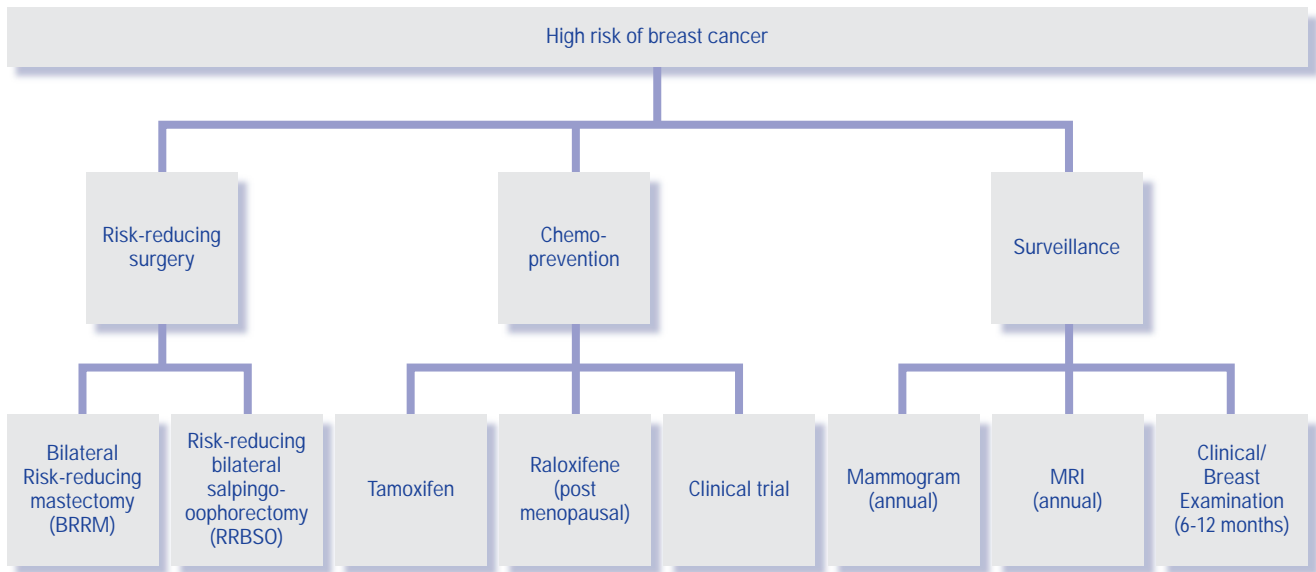 High risk of breast cancer
Risk-reducing
surgery
Chemo-
prevention
Surveillance
Bilateral
Risk-reducing
mastectomy
(BRRM)
Risk-reducing
bilateral
salpingo-
oophorectomy
(RRBSO)
Tamoxifen
Raloxifene
(post
menopausal)
Clinical trial
Mammogram
(annual)
MRI
(annual)
Clinical/
Breast
Examination
(6-12 months)